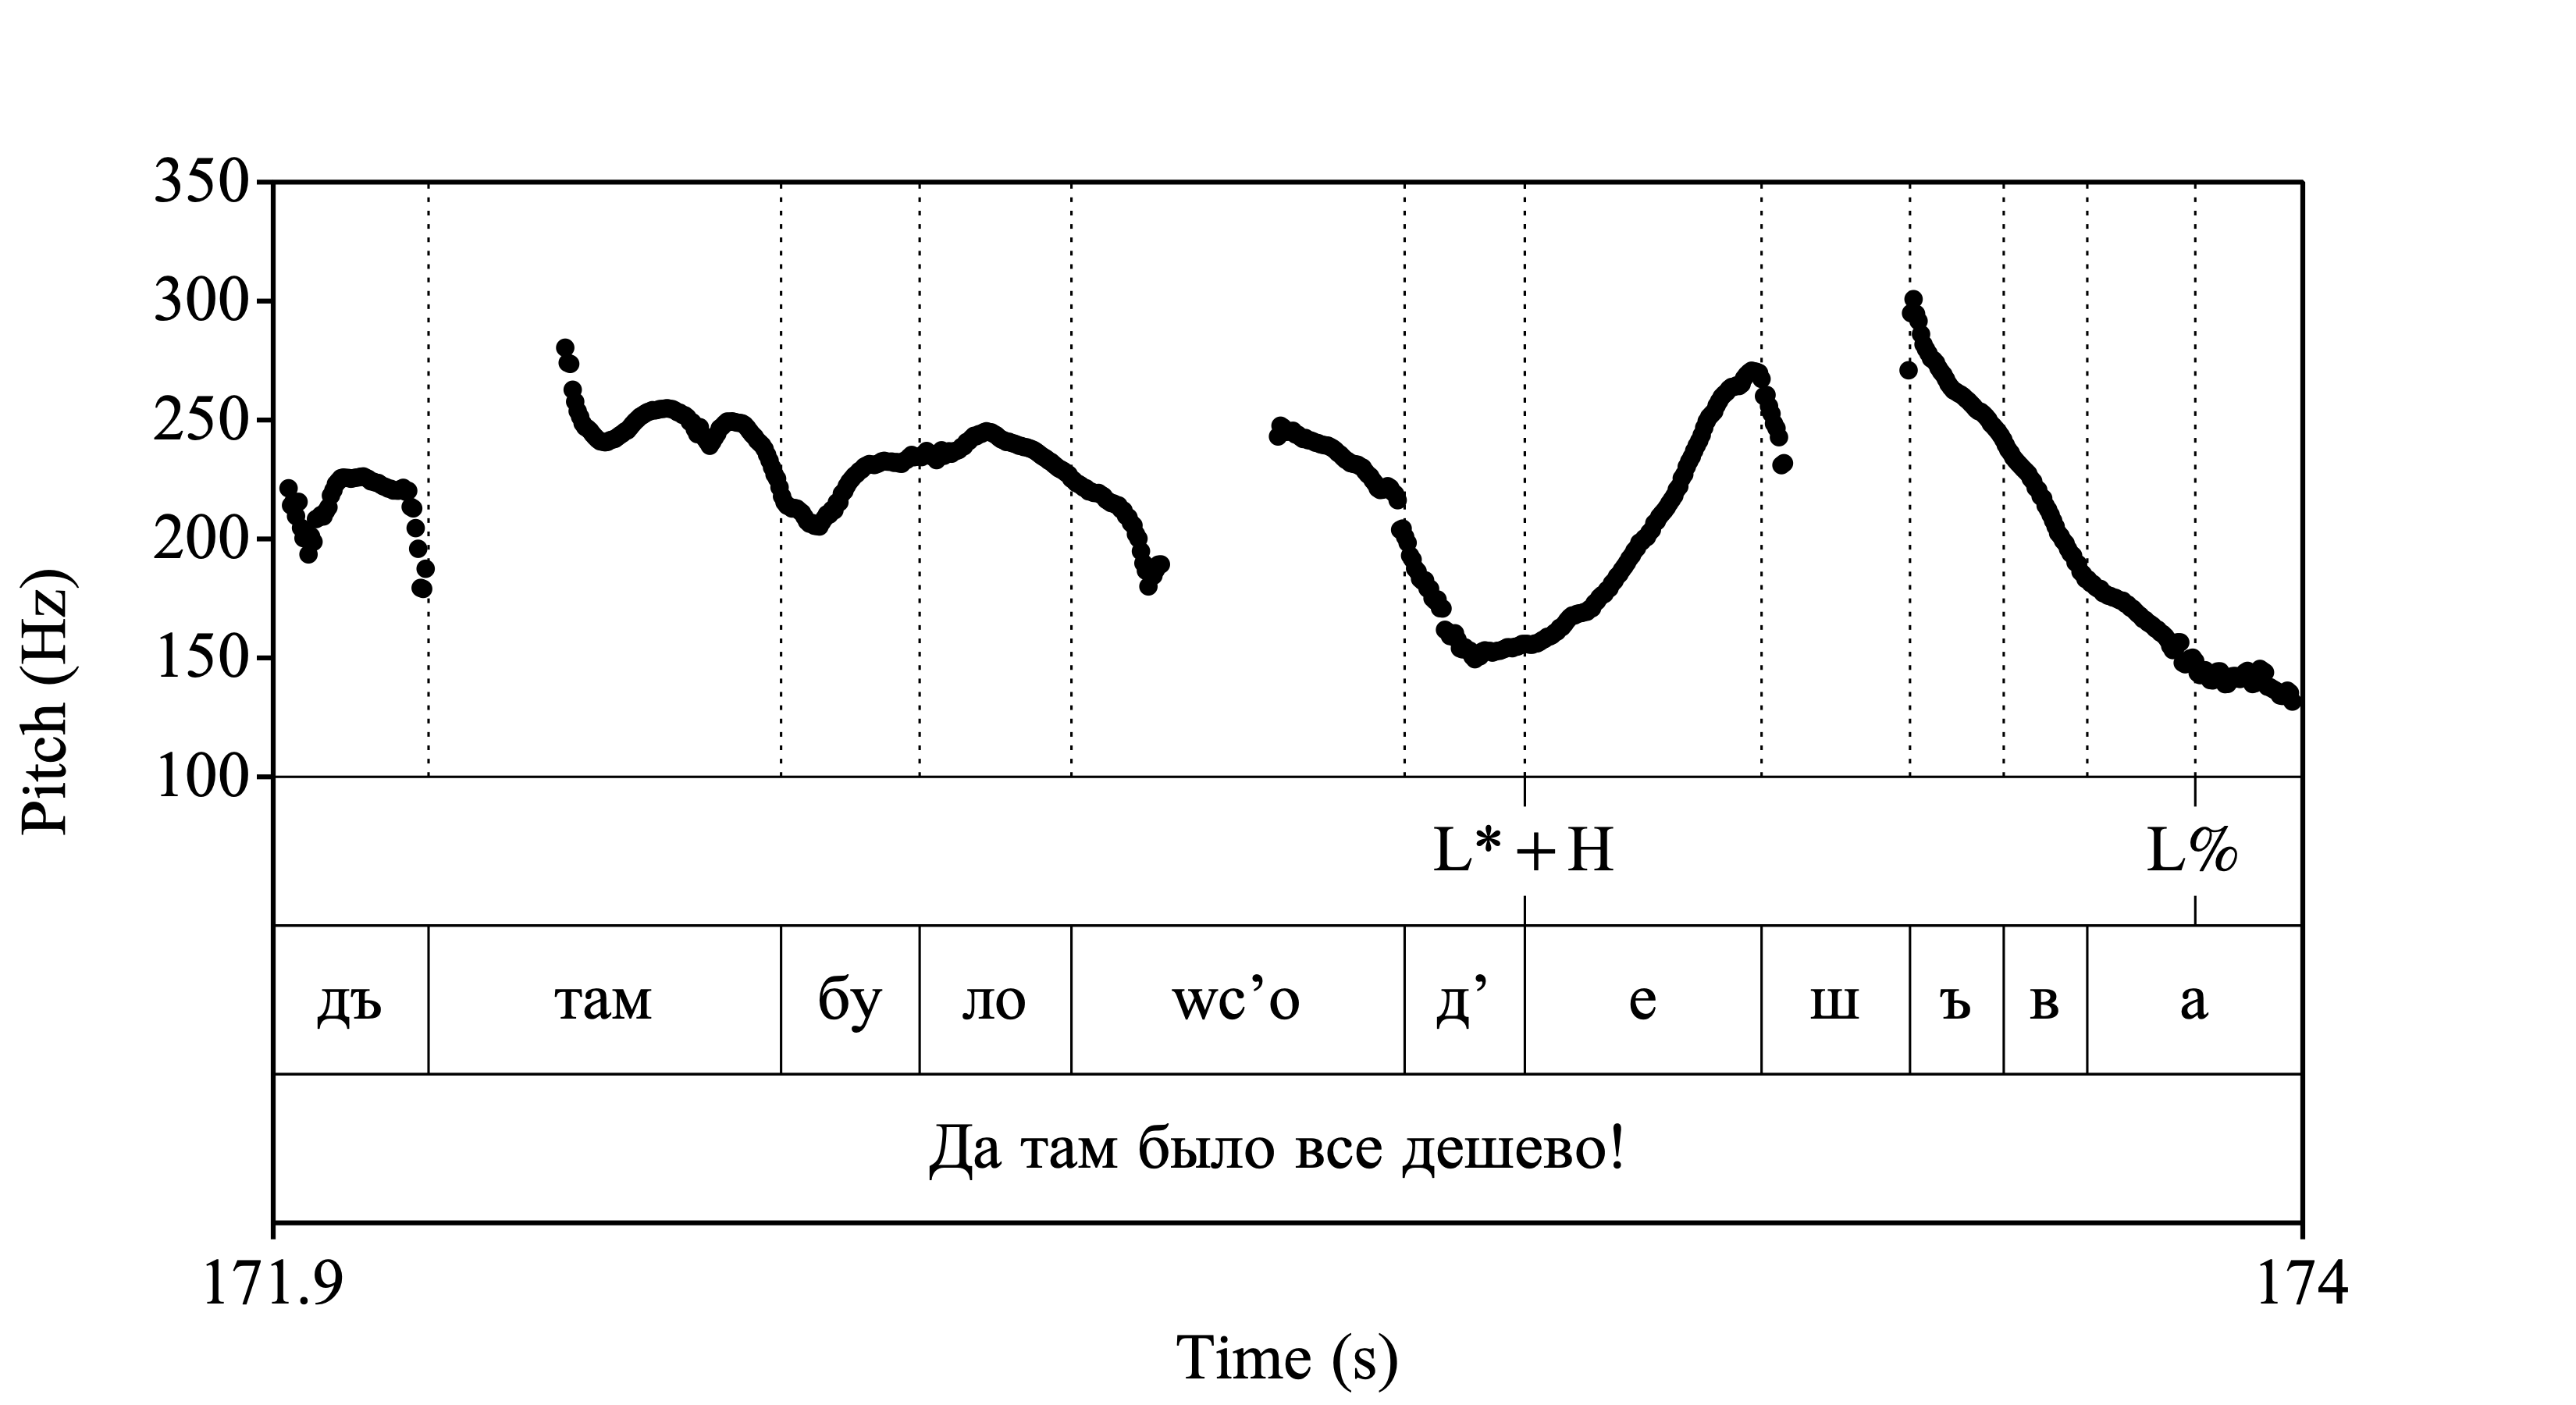 350
300
250
200
150
100
Pitch (Hz)
L*+H L%
дъ там бу ло wc’о д’ е ш ъ в а
Да там было все дешево!
171.9 174
Time (s)